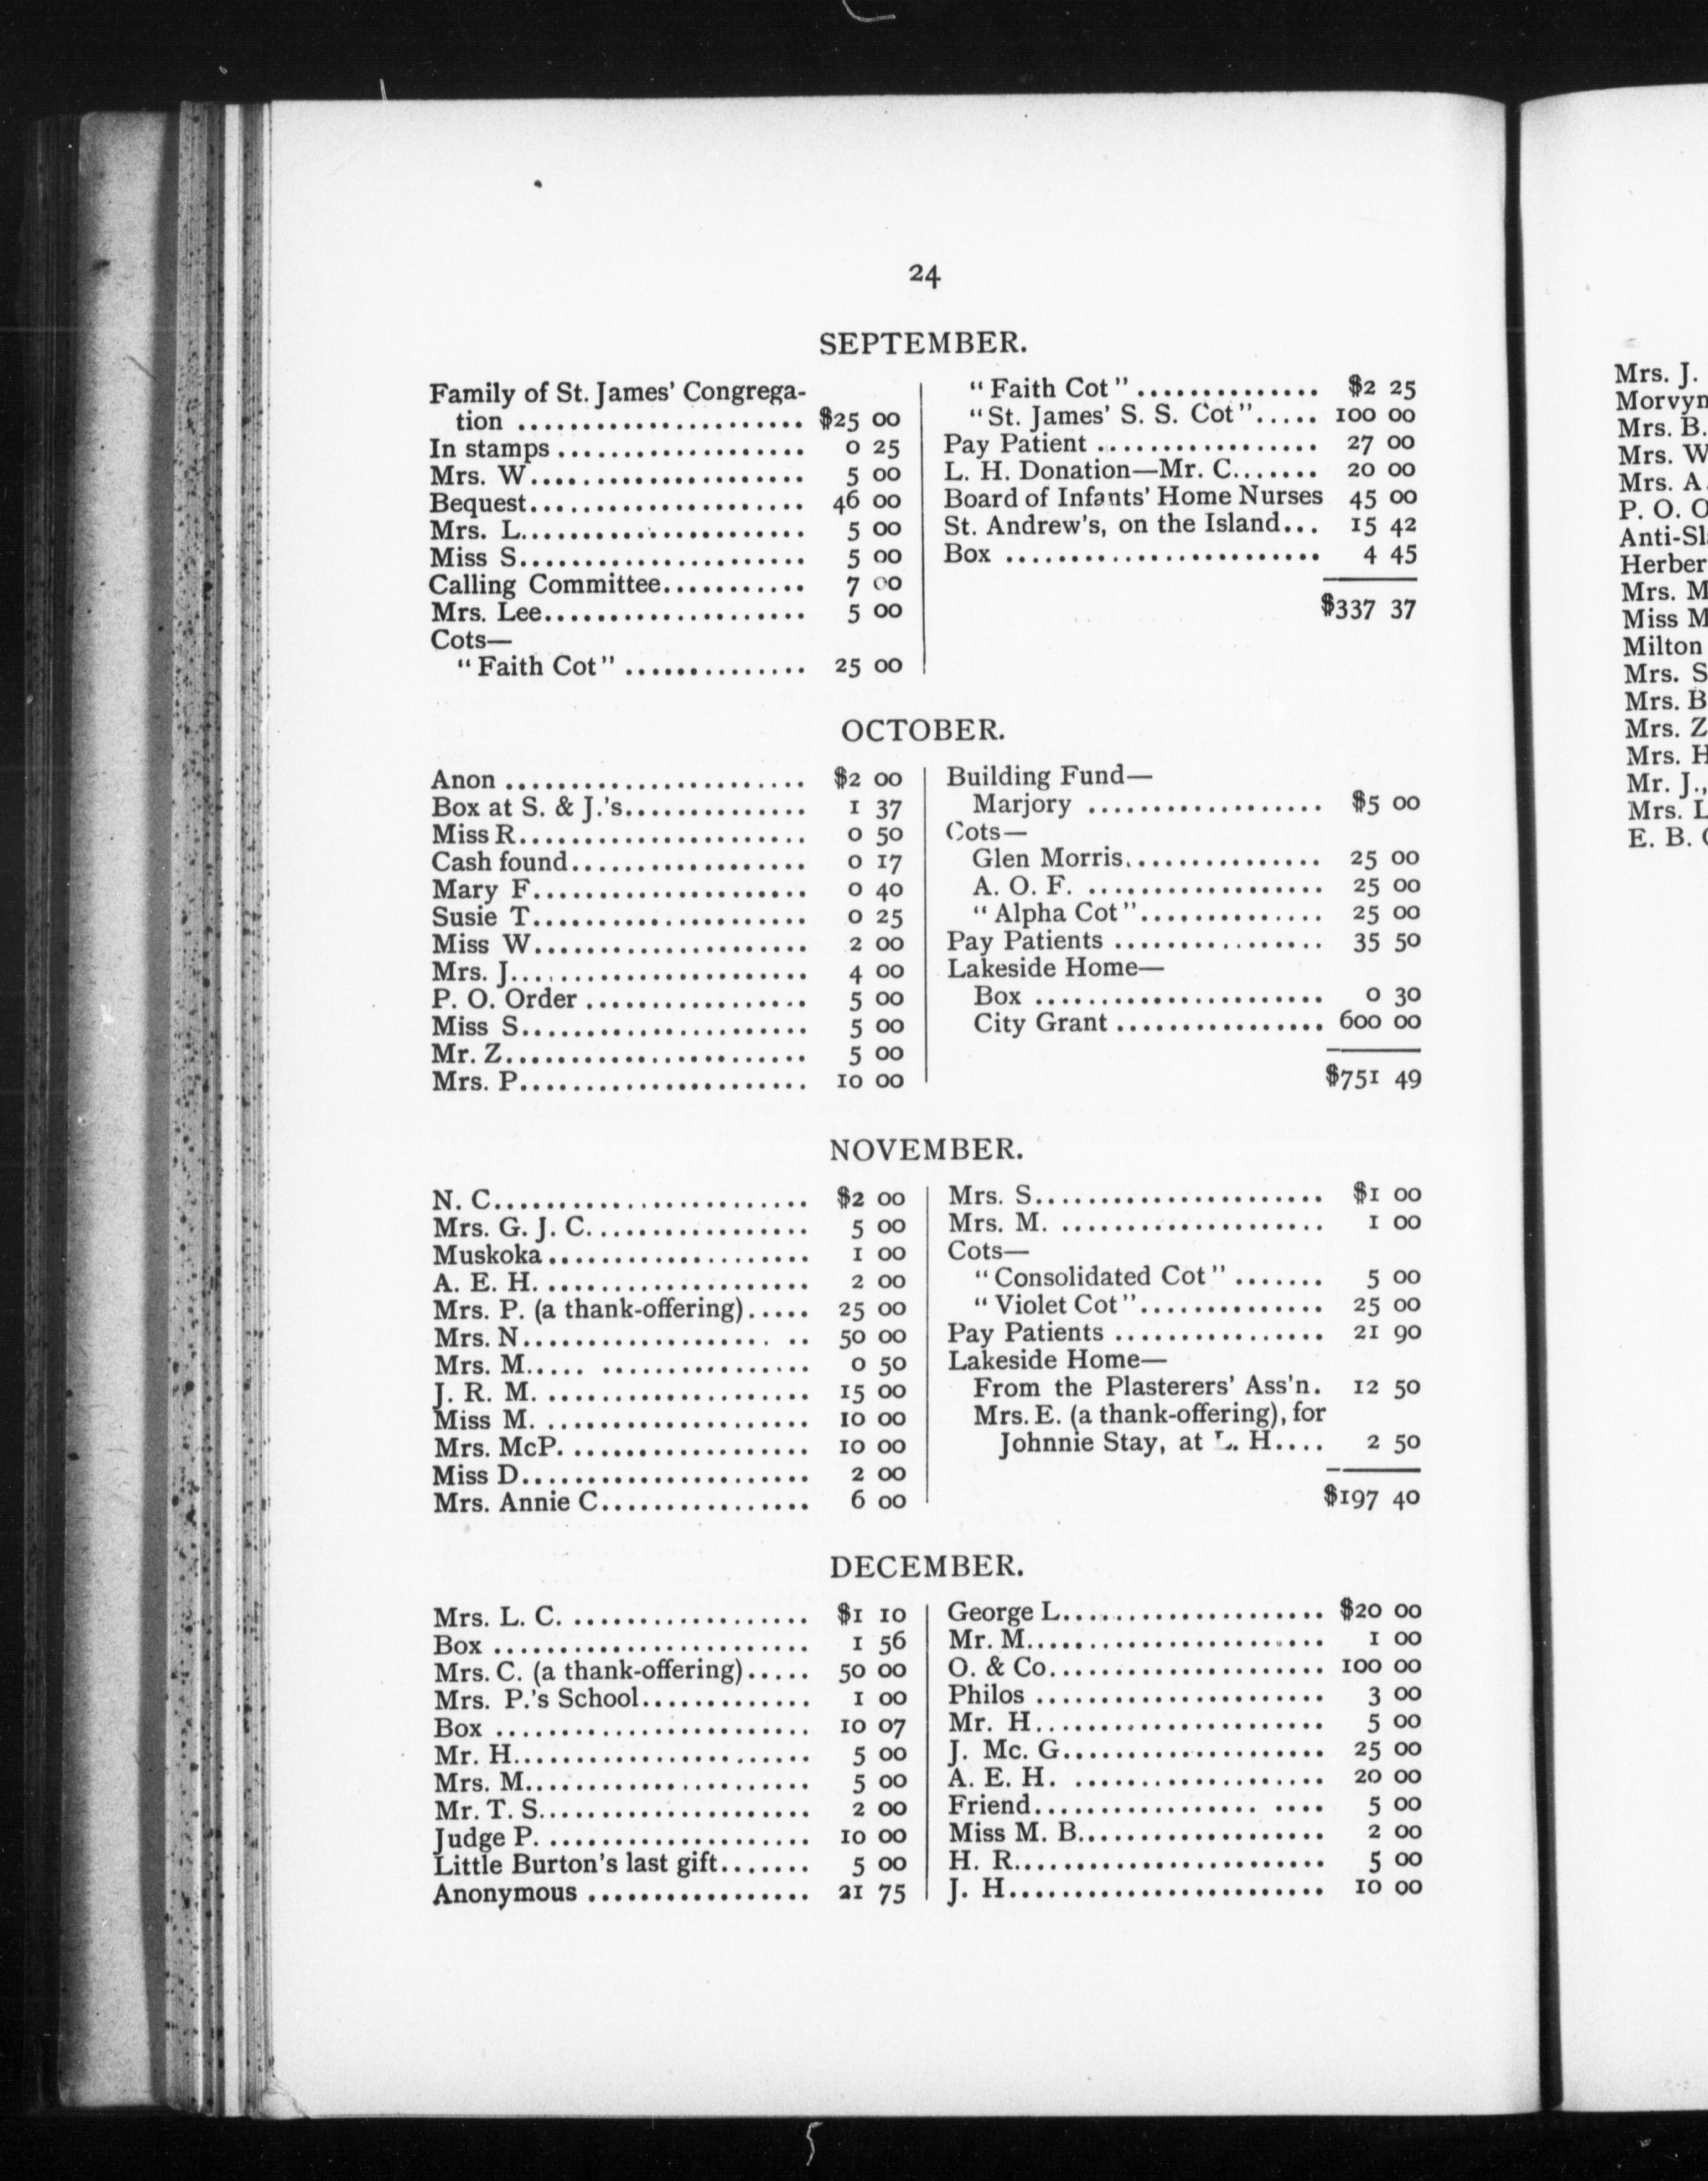 24
SEPTEMBER.
Family of St. James' Congrega-
tion ...................... $25 00
In stamps ................... 0 25
Mrs. W..................... 5 00
Bequest..................... 46 00
Mrs. L...................... 5 00
Miss S...................... 5 00
Calling Committee........... 7 00
Mrs. Lee.................... 5 00
Cots—
"Faith Cot" .............. 25 00
"Faith Cot" .............. $2 25
"St. James' S. S. Cot"..... 100 00
Pay Patient ................. 27 00
L. H. Donation—Mr. C....... 20 00
Board of Infants' Home Nurses 45 00
St. Andrew's, on the Island... 15 42
Box ........................ 4 45
$337 37
OCTOBER.
Anon ....................... $2 00
Box at S. & J.'s.............. 1 37
Miss R...................... 0 50
Cash found.................. 0 17
Mary F..................... 0 40
Susie T..................... 0 25
Miss W..................... 2 00
Mrs. J....................... 4 00
P. O. Order ................. 5 00
Miss S...................... 5 00
Mr. Z....................... 5 00
Mrs. P...................... 10 00
Building Fund—
Marjory .................. $5 00
Cots—
Glen Morris............... 25 00
A. O. F. .................. 25 00
"Alpha Cot".............. 25 00
Pay Patients ................ 35 50
Lakeside Home—
Box ...................... 0 30
City Grant ................ 600 00
$751 49
NOVEMBER.
N. C........................ $2 00
Mrs. G. J. C................. 5 00
Muskoka.................... 1 00
A. E. H. .................... 2 00
Mrs. P. (a thank-offering)..... 25 00
Mrs. N................... .. 50 00
Mrs. M..... ................ 0 50
J. R. M. .................... 15 00
Miss M. .................... 10 00
Mrs. McP. .................. 10 00
Miss D...................... 2 00
Mrs. Annie C................ 6 00
Mrs. S...................... $1 00
Mrs. M. .................... 1 00
Cots—
"Consolidated Cot" ....... 5 00
"Violet Cot".............. 25 00
Pay Patients ................ 21 90
Lakeside Home—
From the Plasterers' Ass'n. 12 50
Mrs. E. (a thank-offering), for
Johnnie Stay, at L. H.... 2 50
$197 40
DECEMBER.
Mrs. L. C. .................. $1 10
Box ........................ 1 56
Mrs. C. (a thank-offering)..... 50 00
Mrs. P.'s School............. 1 00
Box ........................ 10 07
Mr. H....................... 5 00
Mrs. M...................... 5 00
Mr. T. S..................... 2 00
Judge P. .................... 10 00
Little Burton's last gift....... 5 00
Anonymous ................. 21 75
George L.................... $20 00
Mr. M....................... 1 00
O. & Co..................... 100 00
Philos ...................... 3 00
Mr. H...................... 5 00
J. Mc. G.................... 25 00
A. E. H. ................... 20 00
Friend................. .... 5 00
Miss M. B................... 2 00
H. R........................ 5 00
J. H........................ 10 00
Mrs. J.
Mrs. B.
Mrs. W
Mrs. A.
P. O. O
Mrs. M
Miss M
Milton
Mrs. S
Mrs. B
Mrs. Z
Mrs. H
Mr. J.,
Mrs. L
E. B.